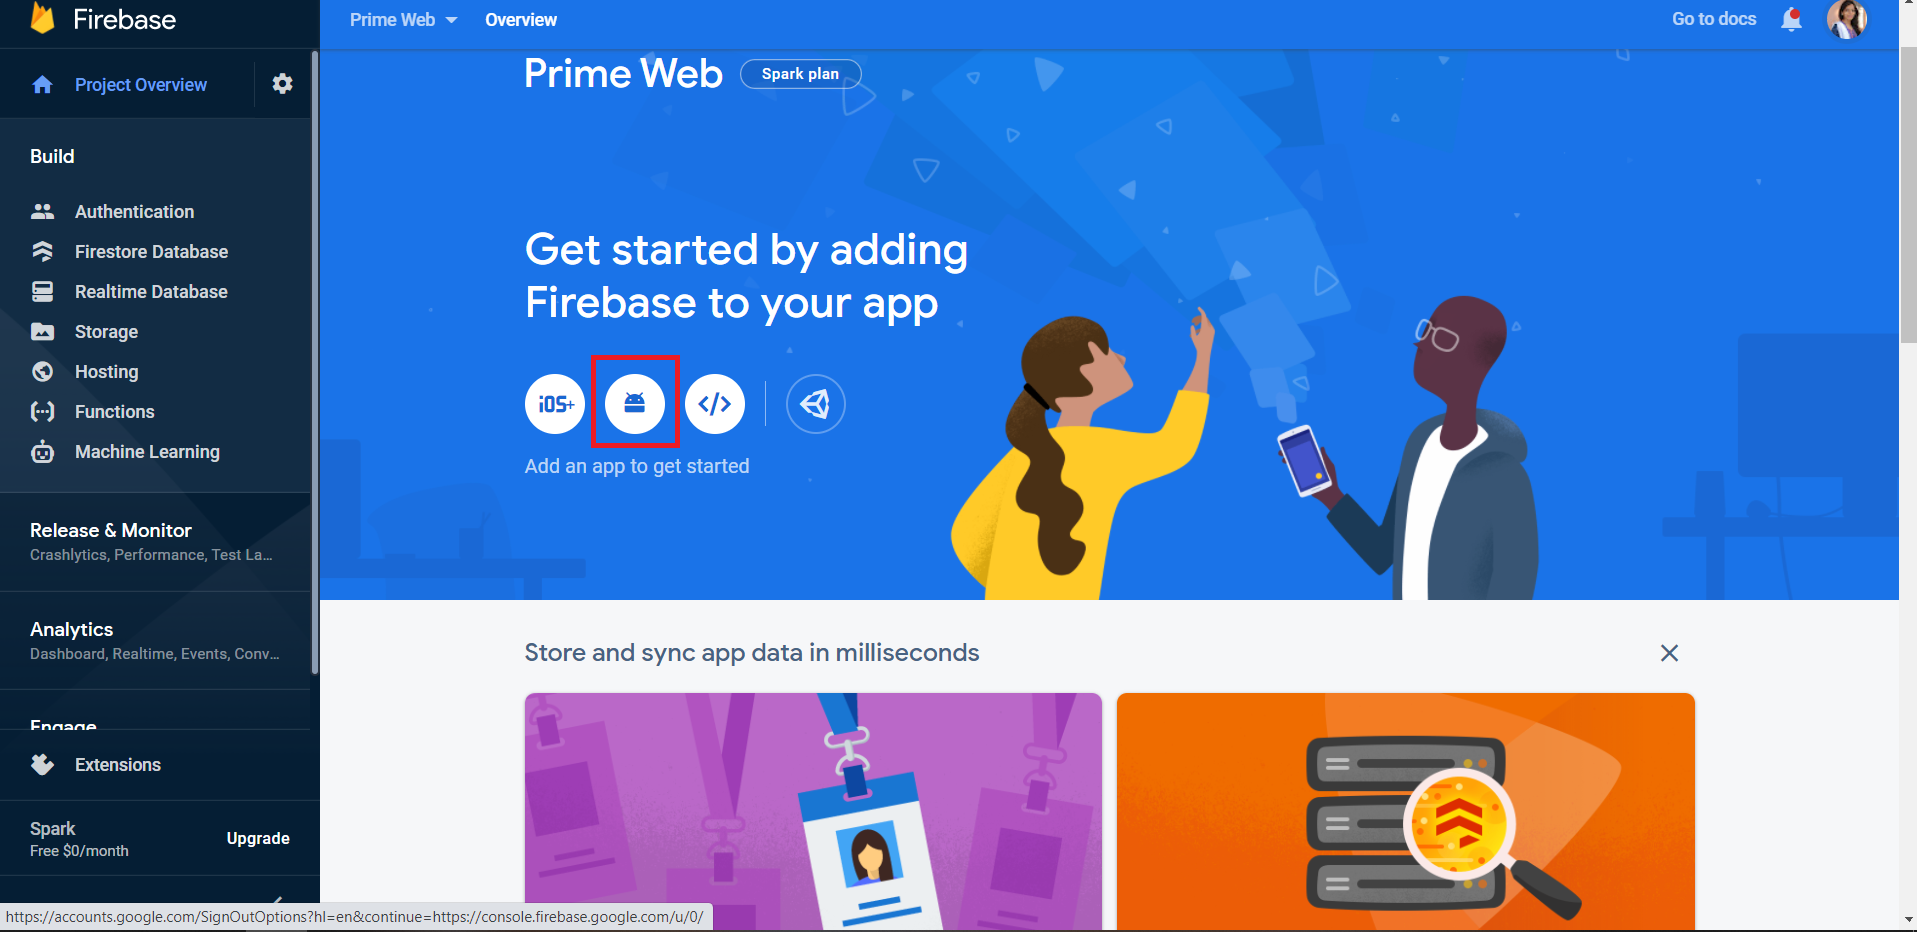 Firebase
Prime Web
Overview
Go to docs
Project Overview
Prime Web
Spark plan
Build
Authentication
Firestore Database
Realtime Database
Storage
Hosting
Functions
Machine Learning
Get started by adding
Firebase to your app
iOS+
</>
Add an app to get started
Release & Monitor
Crashlytics, Performance, Test La...
Analytics
Dashboard, Realtime, Events, Conv...
Engage
Extensions
Spark
Free $0/month
Upgrade
Store and sync app data in milliseconds
https://accounts.google.com/SignOutOptions?hl=en&continue=https://console.firebase.google.com/u/0/